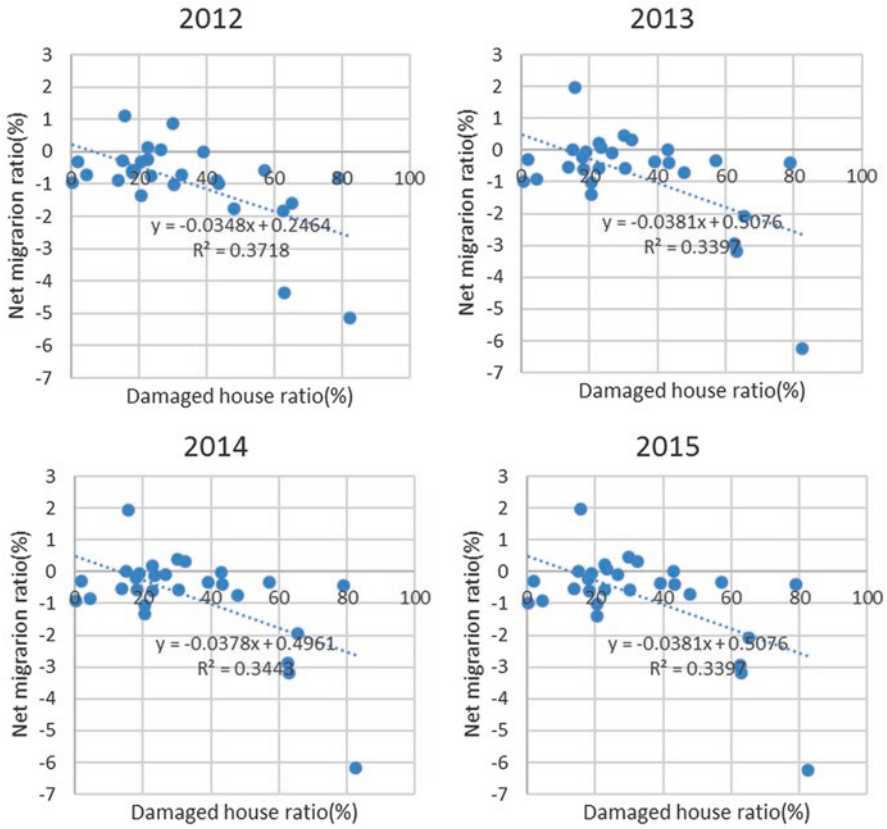 2012
3
2
1
0
-1
-2
-3
-4
-5
-6
-7
0 20 40 60 80 100
Net migrarion ratio(%)
y = -0.0348x + 0.2464
R² = 0.3718
Damaged house ratio(%)
2013
3
2
1
0
-1
-2
-3
-4
-5
-6
-7
0 20 40 60 80 100
Net migrarion ratio(%)
y = -0.0381x + 0.5076
R² = 0.3397
Damaged house ratio(%)
2014
3
2
1
0
-1
-2
-3
-4
-5
-6
-7
0 20 40 60 80 100
Net migrarion ratio(%)
y = -0.0378x + 0.4961
R² = 0.3443
Damaged house ratio(%)
2015
3
2
1
0
-1
-2
-3
-4
-5
-6
-7
0 20 40 60 80 100
Net migrarion ratio(%)
y = -0.0381x + 0.5076
R² = 0.3397
Damaged house ratio(%)